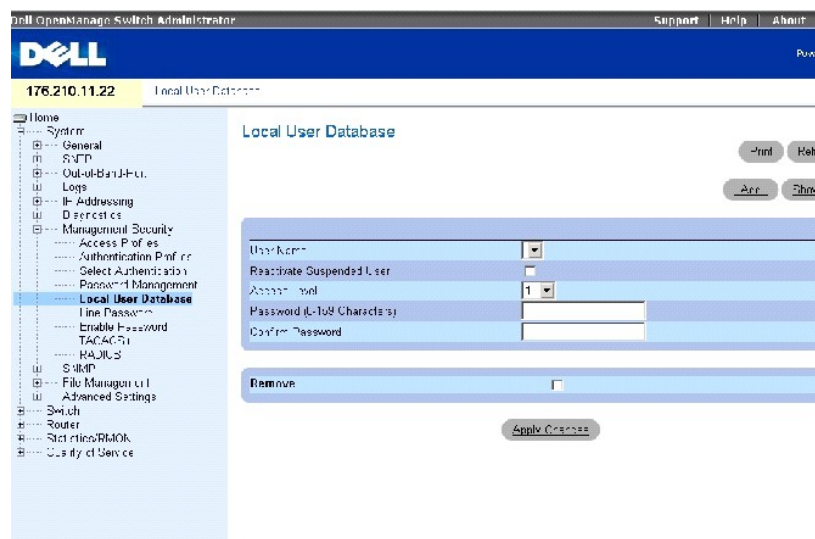 Dell OpenManage Switch Administrator
Support Help About
DELL
176.210.11.22
Local User
Home
System
General
Logs
IP Addressing
Diagnostics
Management Security
Access Profiles
Authentication Profiles
Select Authentication
Password Management
Local User Database
Line Password
Enable Password
TACACS+
RADIUS
SNMP
File Management
Advanced Settings
Switch
Router
Statistics/RMON
Quality of Service
Local User Database
Print
User Name
Reactivate Suspended User
Access Level
1
Password Characters)
Confirm Password
Remove
Apply Changes